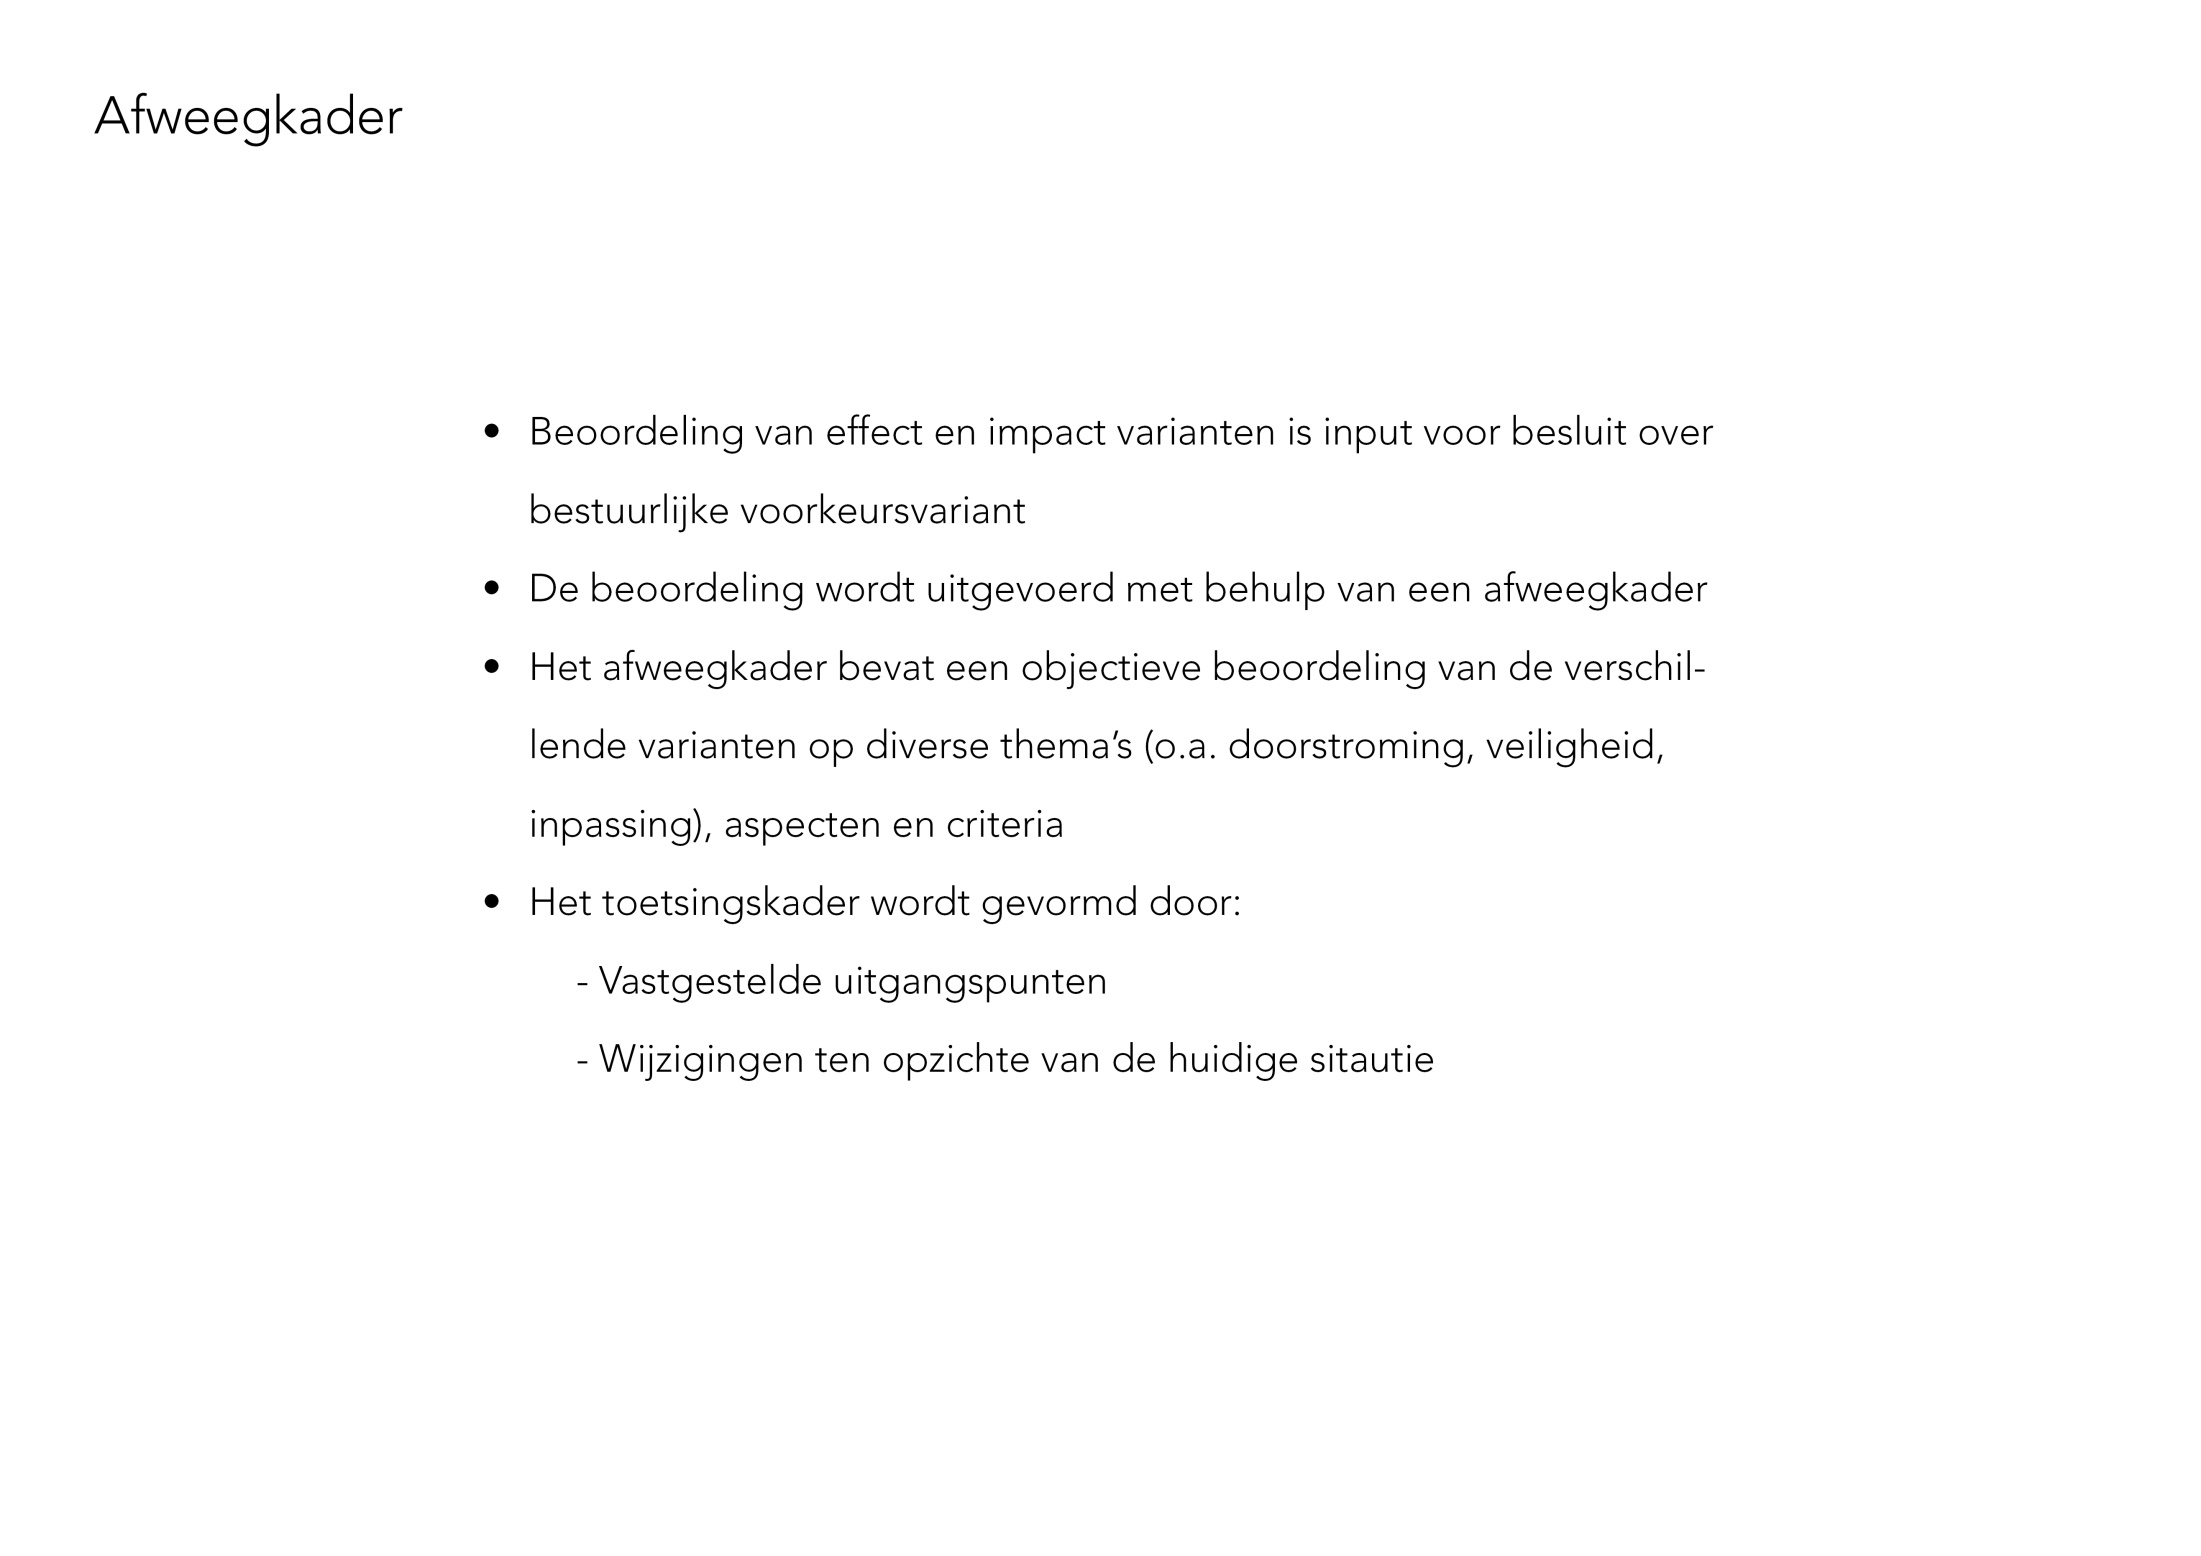 Afweegkader
• Beoordeling van effect en impact varianten is input voor besluit over
bestuurlijke voorkeursvariant
• De beoordeling wordt uitgevoerd met behulp van een afweegkader
• Het afweegkader bevat een objectieve beoordeling van de verschil-
lende varianten op diverse thema’s (o.a. doorstroming, veiligheid,
inpassing), aspecten en criteria
• Het toetsingskader wordt gevormd door:
- Vastgestelde uitgangspunten
- Wijzigingen ten opzichte van de huidige sitautie